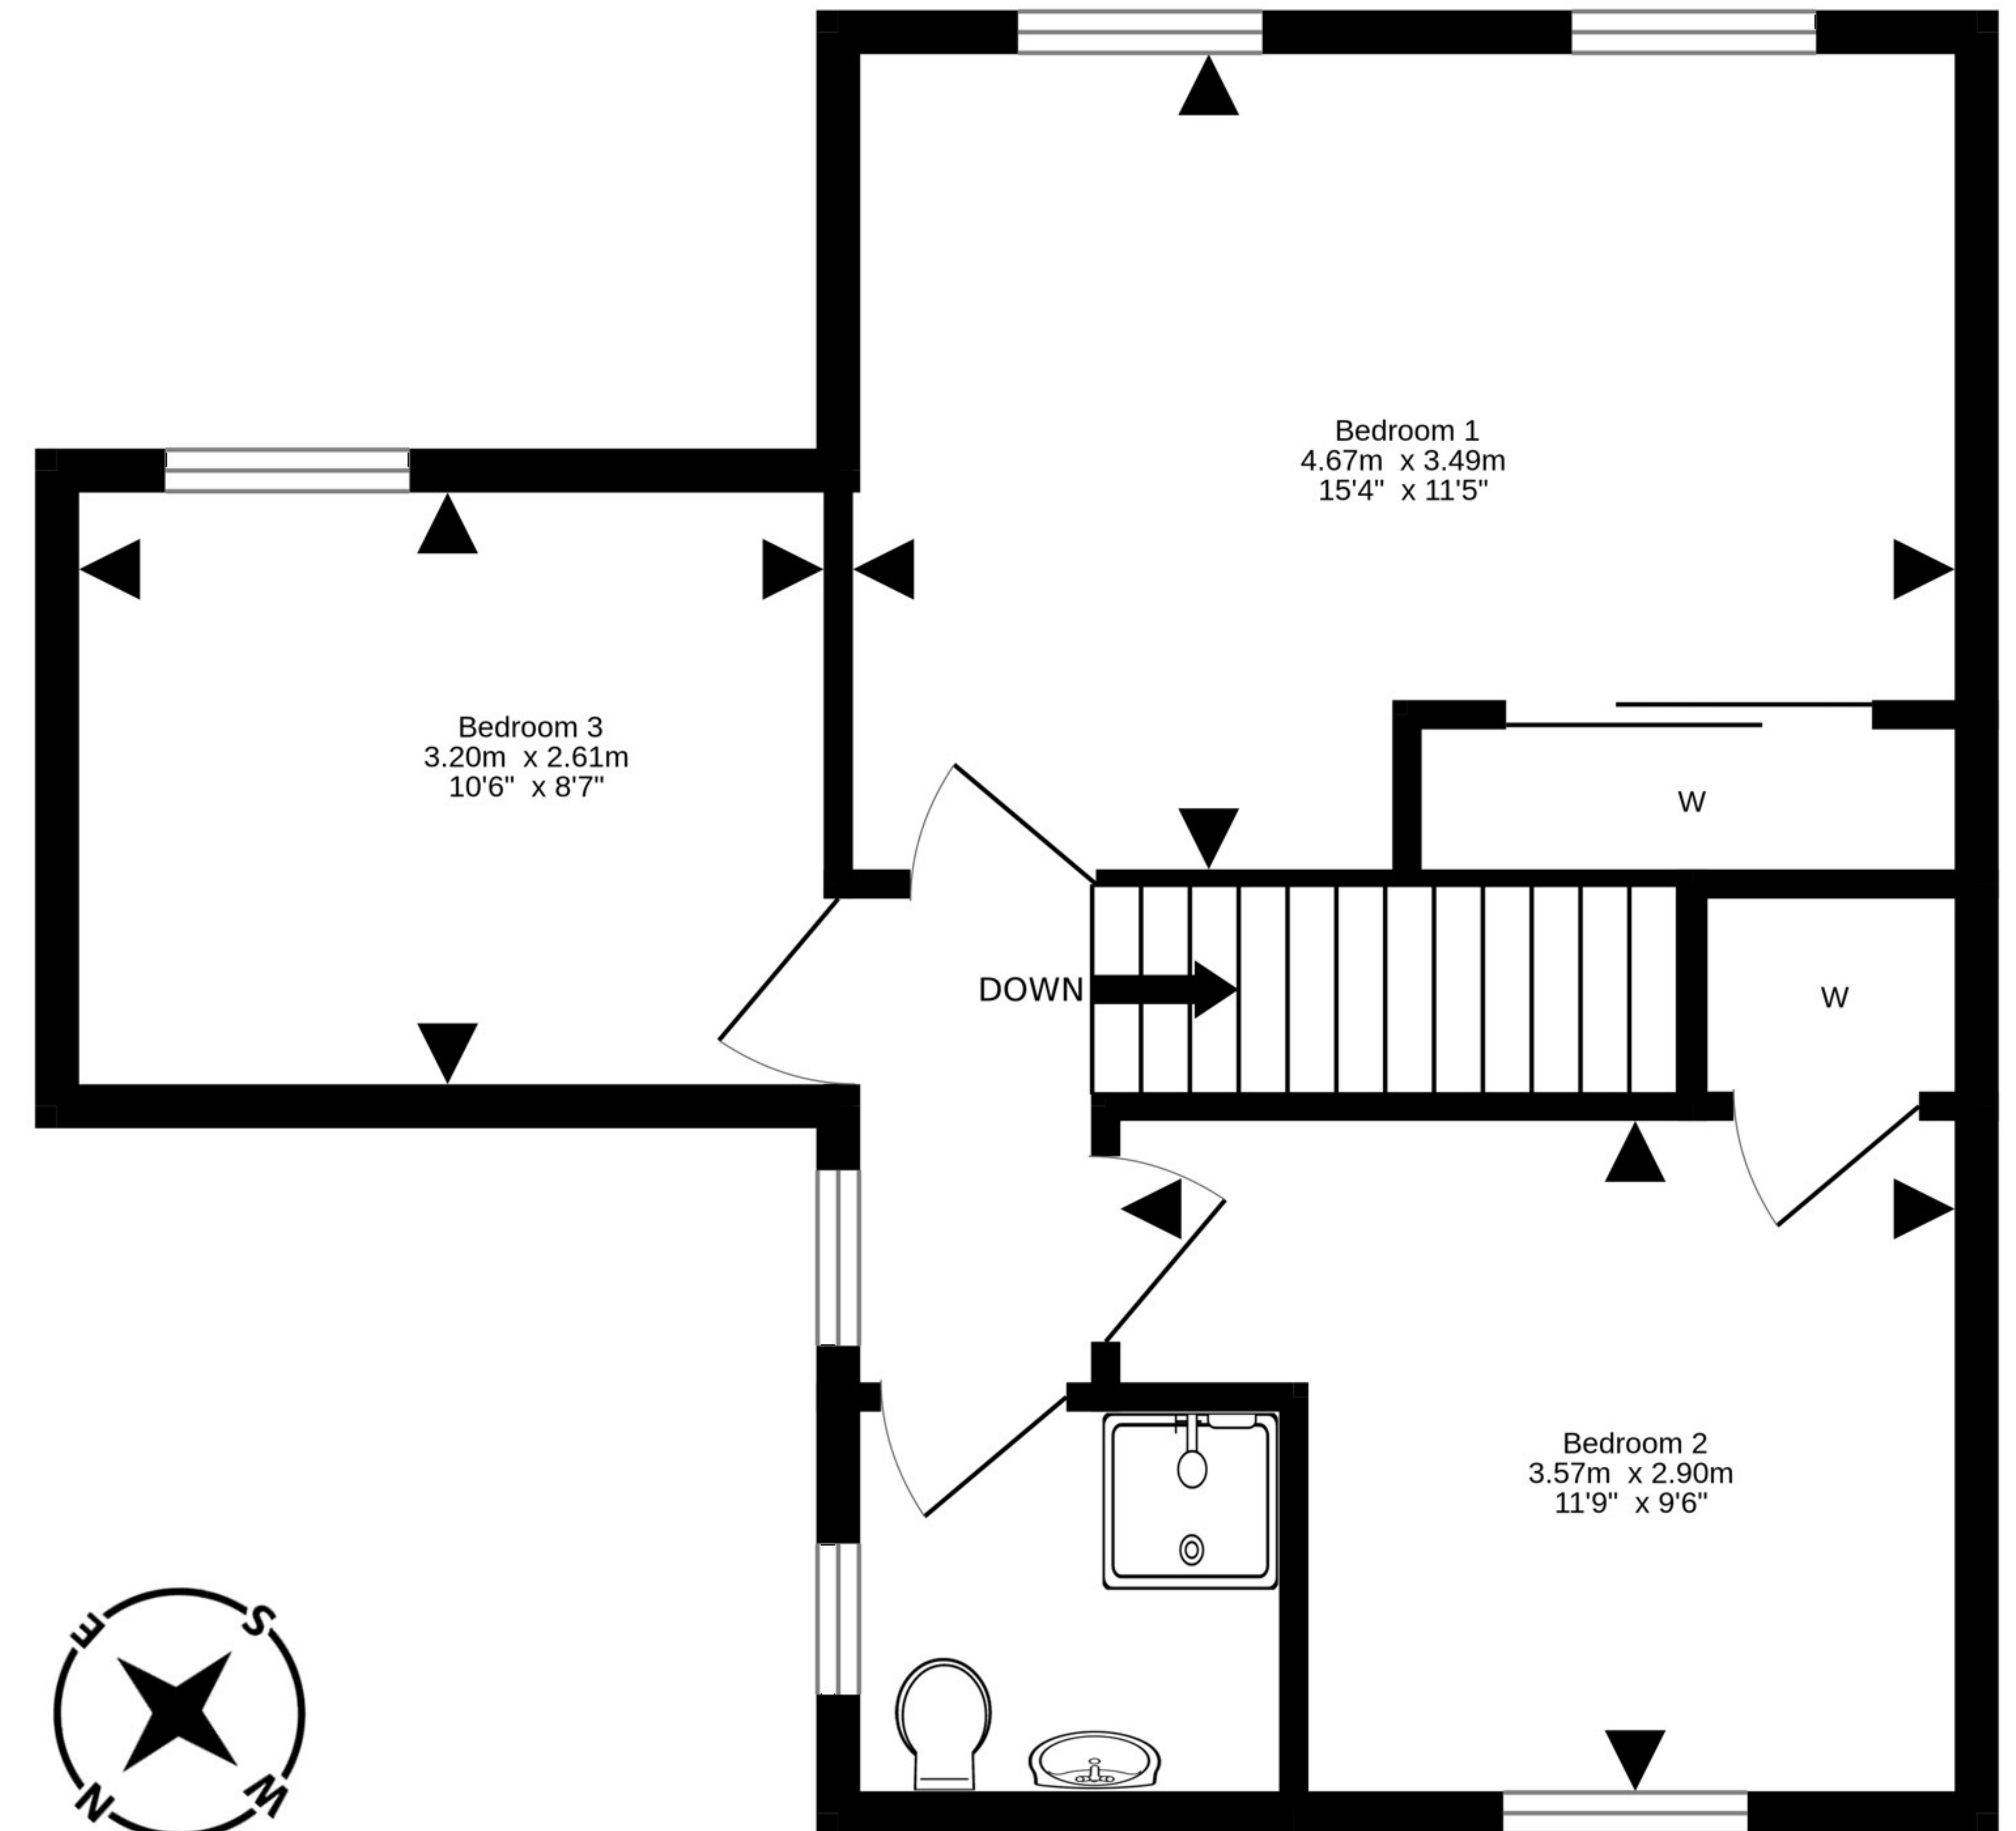 Bedroom 1
4.67m x 3.49m
15'4" x 11'5"
Bedroom 3
3.20m x 2.61m
10'6" x 8'7"
W
DOWN
W
Bedroom 2
3.57m x 2.90m
11'9" x 9'6"
E
S
N
W